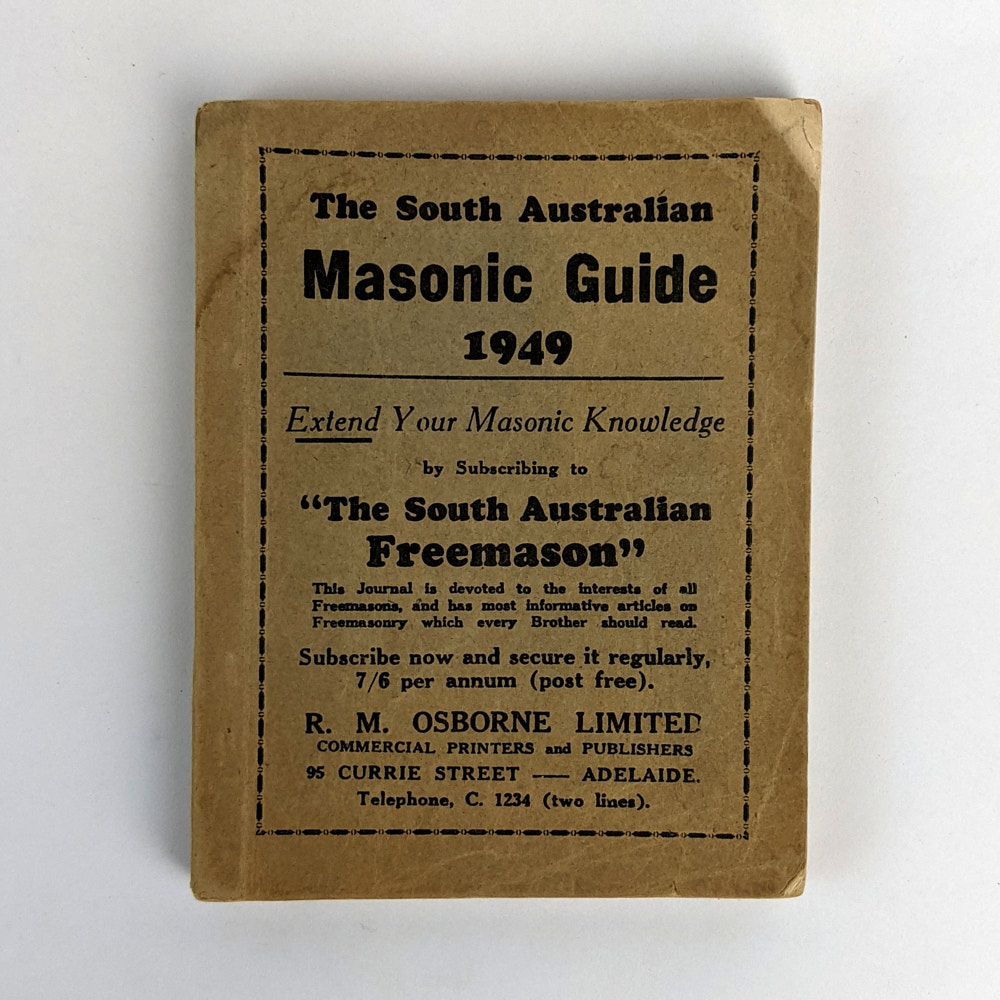 The South Australian
Masonic Guide
1949
Extend Your Masonic Knowledge
by Subscribing to
“The South Australian
Freemason”
This Journal is devoted to the interests of all
Freemasons, and has most informative articles on
Freemasonry which every Brother should read.
Subscribe now and secure it regularly,
7/6 per annum (post free).
R. M. OSBORNE LIMITED
COMMERCIAL PRINTERS and PUBLISHERS
95 CURRIE STREET — ADELAIDE.
Telephone, C. 1234 (two lines).